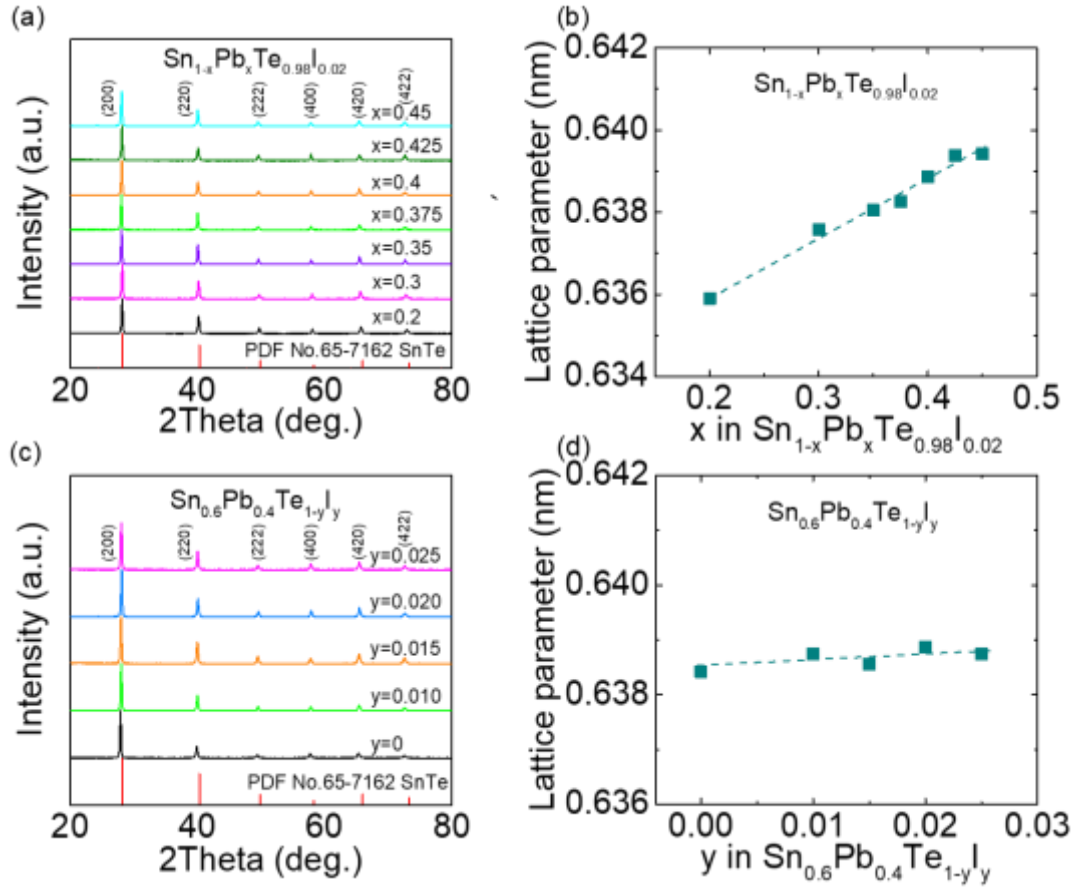 (a)
Sn1-xPbxTe0.98I0.02
(200)
(220)
(222)
(400)
(420)
(422)
x=0.45
x=0.425
x=0.4
x=0.375
x=0.35
x=0.3
x=0.2
PDF No.65-7162 SnTe
Intensity (a.u.)
20 40 60 80
2Theta (deg.)
(b)
Sn1-xPbxTe0.98I0.02
0.642
0.640
0.638
0.636
0.634
Lattice parameter (nm)
0.2 0.3 0.4 0.5
x in Sn1-xPbxTe0.98I0.02
(c)
Sn0.6Pb0.4Te1-yIy
(200)
(220)
(222)
(400)
(420)
(422)
y=0.025
y=0.020
y=0.015
y=0.010
y=0
PDF No.65-7162 SnTe
Intensity (a.u.)
20 40 60 80
2Theta (deg.)
(d)
Sn0.6Pb0.4Te1-yIy
0.642
0.640
0.638
0.636
Lattice parameter (nm)
0.00 0.01 0.02 0.03
y in Sn0.6Pb0.4Te1-yIy